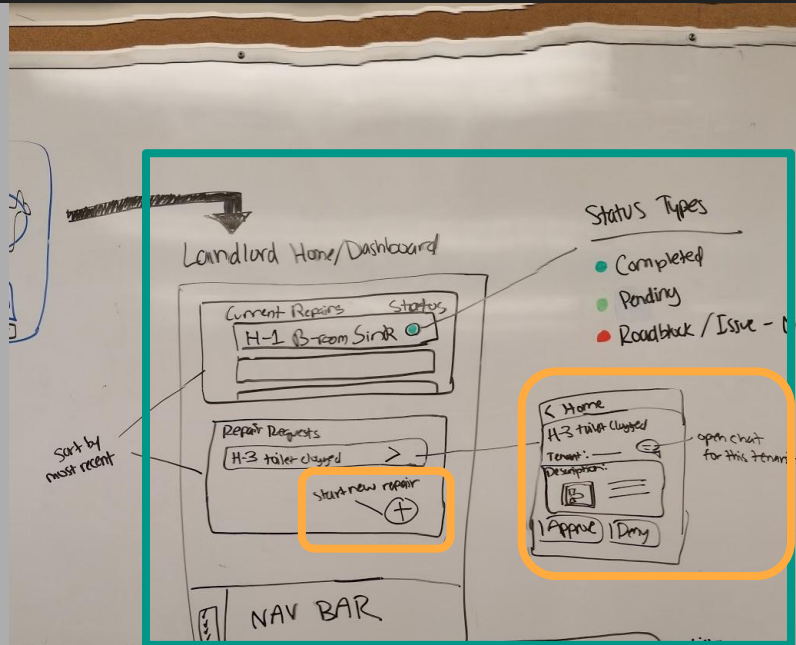 Landlord Home/Dashboard
Current Repairs Status
H-1 B-room Sink
Sort by
most recent
Repair Requests
H-3 toilet clogged >
start new repair
+
NAV BAR
Status Types
Completed
Pending
Roadblock / Issue -
< Home
H-3 toilet clogged
Tenant:
Description:
Approve
Deny
open chat
for this tenant